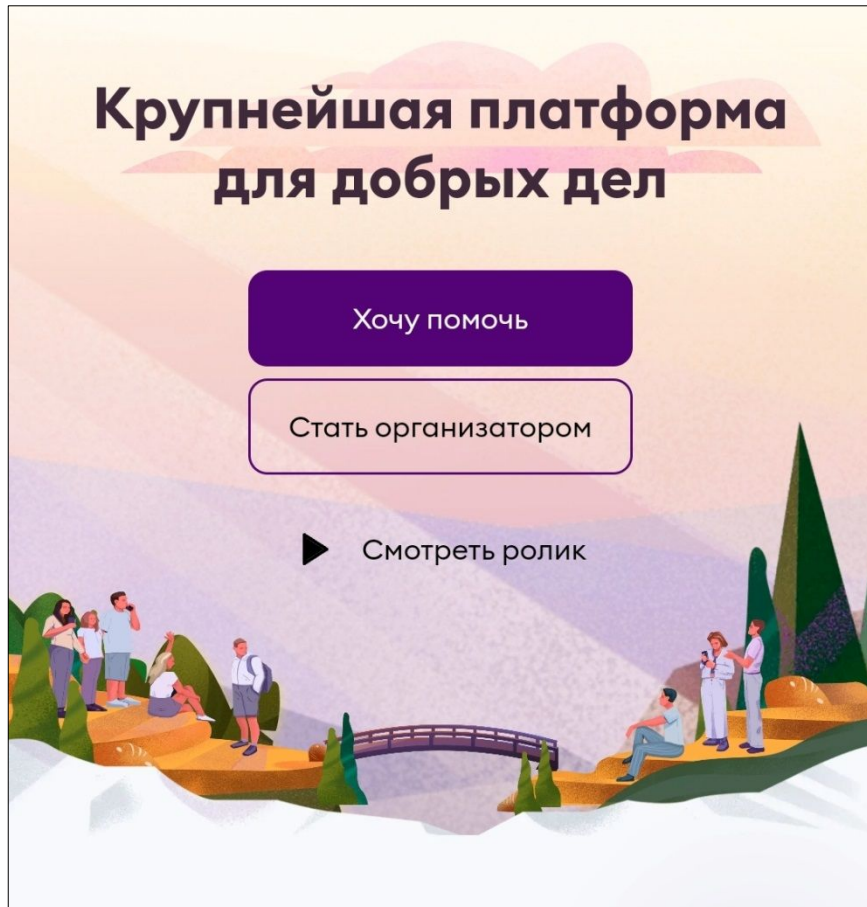 Крупнейшая платформа
для добрых дел
Хочу помочь
Стать организатором
Смотреть ролик